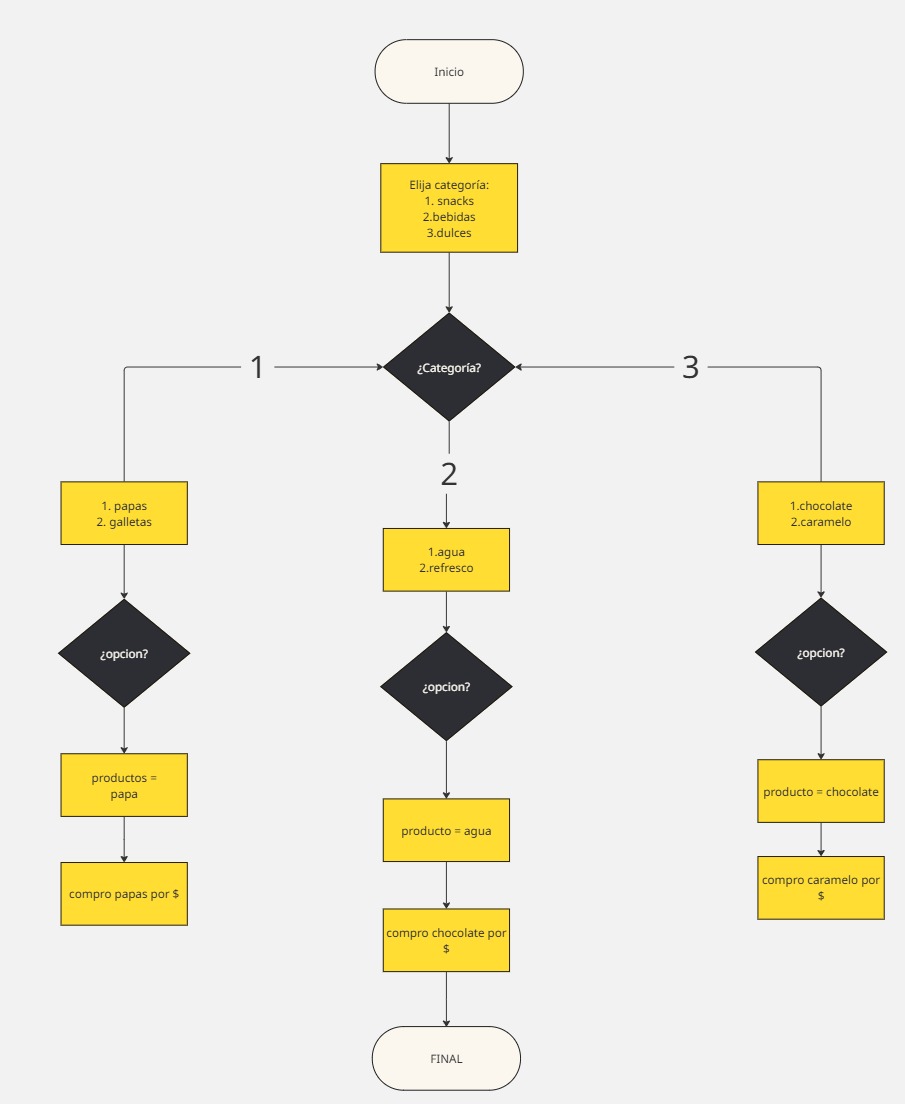 Inicio
Elija categoría:
1. snacks
2.bebidas
3.dulces
¿Categoría?
1
3
2
1. papas
2. galletas
1.agua
2.refresco
1.chocolate
2.caramelo
¿opcion?
¿opcion?
¿opcion?
productos =
papa
producto = agua
producto = chocolate
compro papas por $
compro chocolate por
$
compro caramelo por
$
FINAL